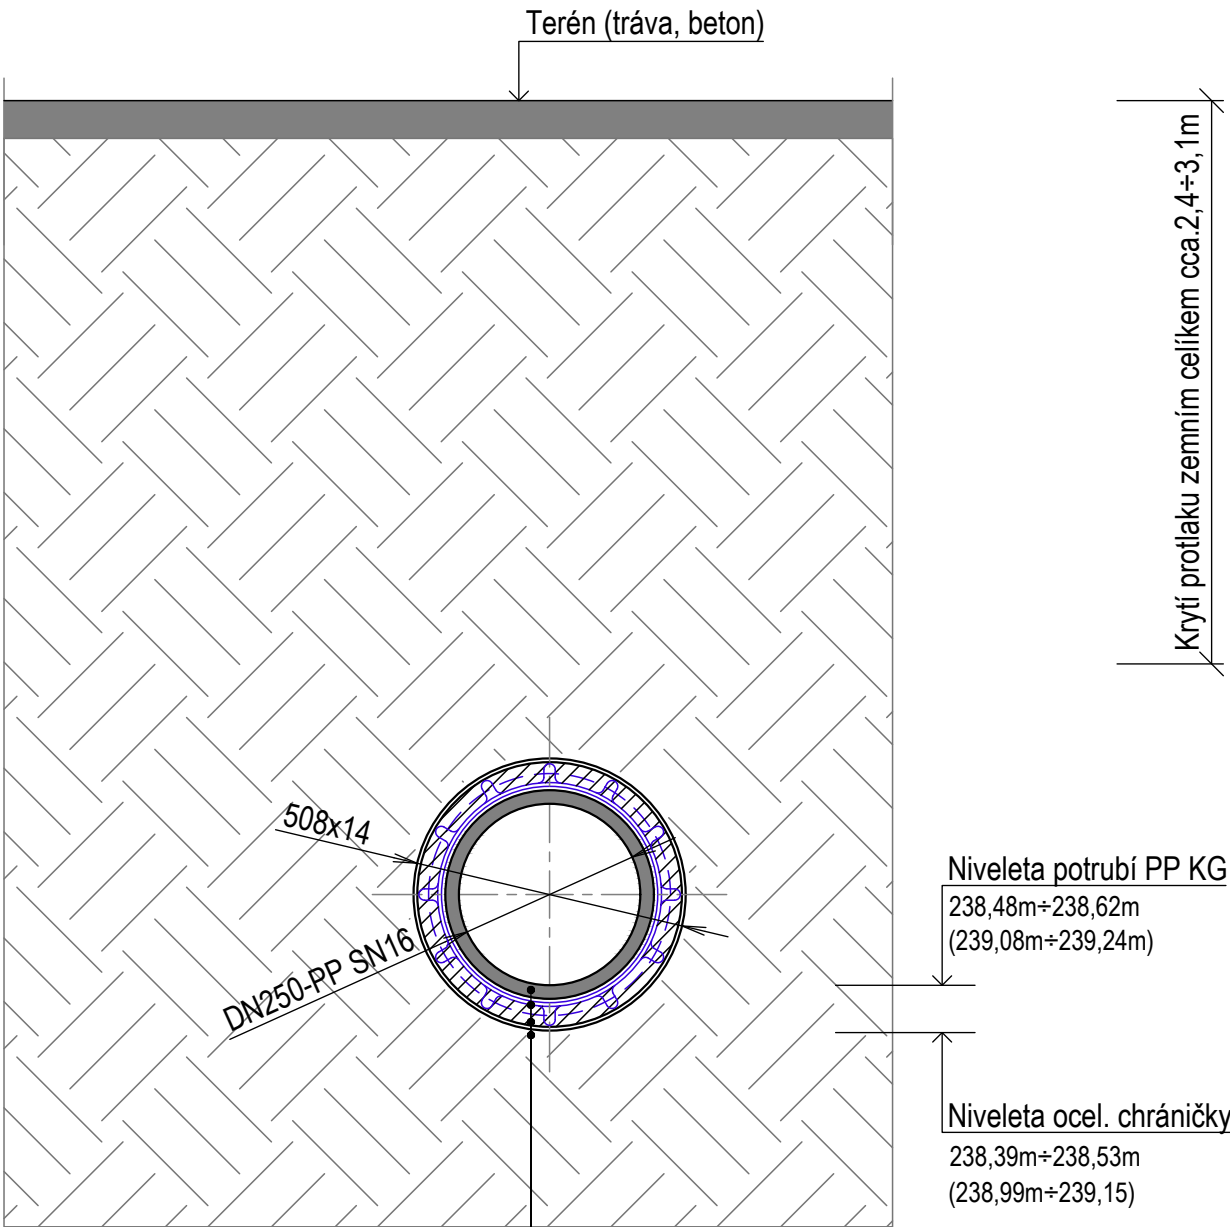 Terén (tráva, beton)
Krytí protlaku zemním celíkem cca.2,4÷3,1m
508x14
DN250-PP SN16
Niveleta potrubí PP KG
238,48m÷238,62m
(239,08m÷239,24m)
Niveleta ocel. chráničky
238,39m÷238,53m
(238,99m÷239,15)